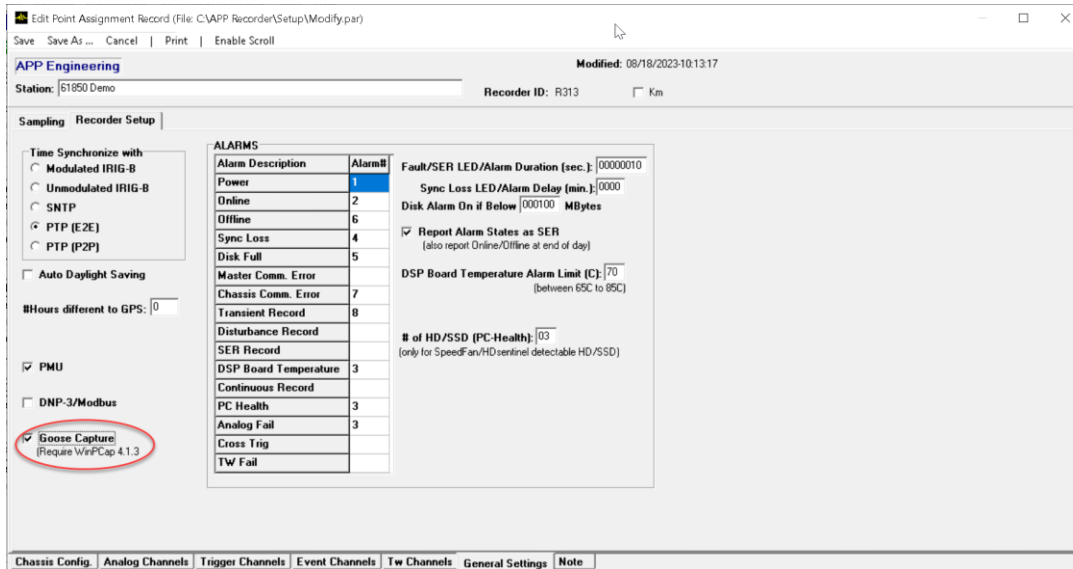 Edit Point Assignment Record (File: C:\APP Recorder\Setup\Modify.par)
Save Save As ... Cancel | Print | Enable Scroll
APP Engineering
Modified: 08/18/2023-10:13:17
Station: 61850 Demo
Recorder ID: R313
Km
Sampling Recorder Setup
Time Synchronize with
Modulated IRIG-B
Unmodulated IRIG-B
SNTP
PTP (E2E)
PTP (P2P)
Auto Daylight Saving
#Hours different to GPS: 0
PMU
DNP-3/Modbus
Goose Capture
(Require WinPCap 4.1.3
ALARMS
Alarm Description Alarm#
Power 1
Online 2
Offline 6
Sync Loss 4
Disk Full 5
Master Comm. Error
Chassis Comm. Error 7
Transient Record 8
Disturbance Record
SER Record
DSP Board Temperature 3
Continuous Record
PC Health 3
Analog Fail 3
Cross Trig
TW Fail
Fault/SER LED/Alarm Duration (sec.): 00000010
Sync Loss LED/Alarm Delay (min.): 0000
Disk Alarm On if Below 000100 MBytes
Report Alarm States as SER
(also report Online/Offline at end of day)
DSP Board Temperature Alarm Limit (C): 70
(between 65C to 85C)
# of HD/SSD (PC-Health): 03
(only for SpeedFan/HDsentinel detectable HD/SSD)
Chassis Config. Analog Channels Trigger Channels Event Channels Tw Channels General Settings Note